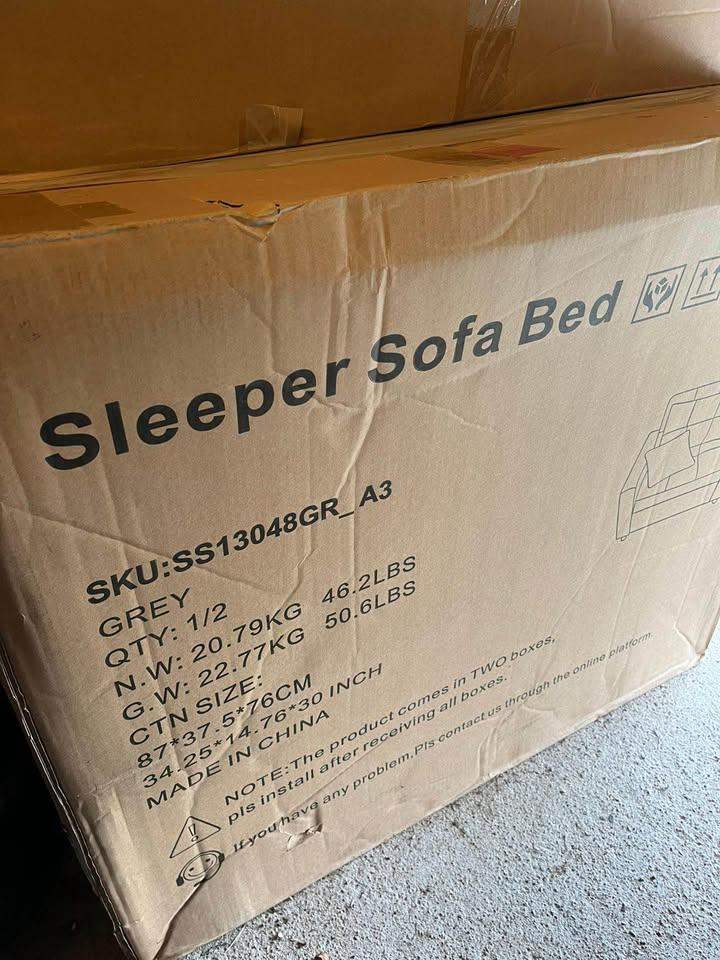 Sleeper Sofa Bed
SKU:SS13048GR_A3
GREY
QTY: 1/2
N.W: 20.79KG 46.2LBS
G.W: 22.77KG 50.6LBS
CTN SIZE:
87*37.5*76CM
34.25*14.76*30 INCH
MADE IN CHINA
NOTE:The product comes in TWO boxes,
pls install after receiving all boxes.
If you have any problem,Pls contact us through the online platform.